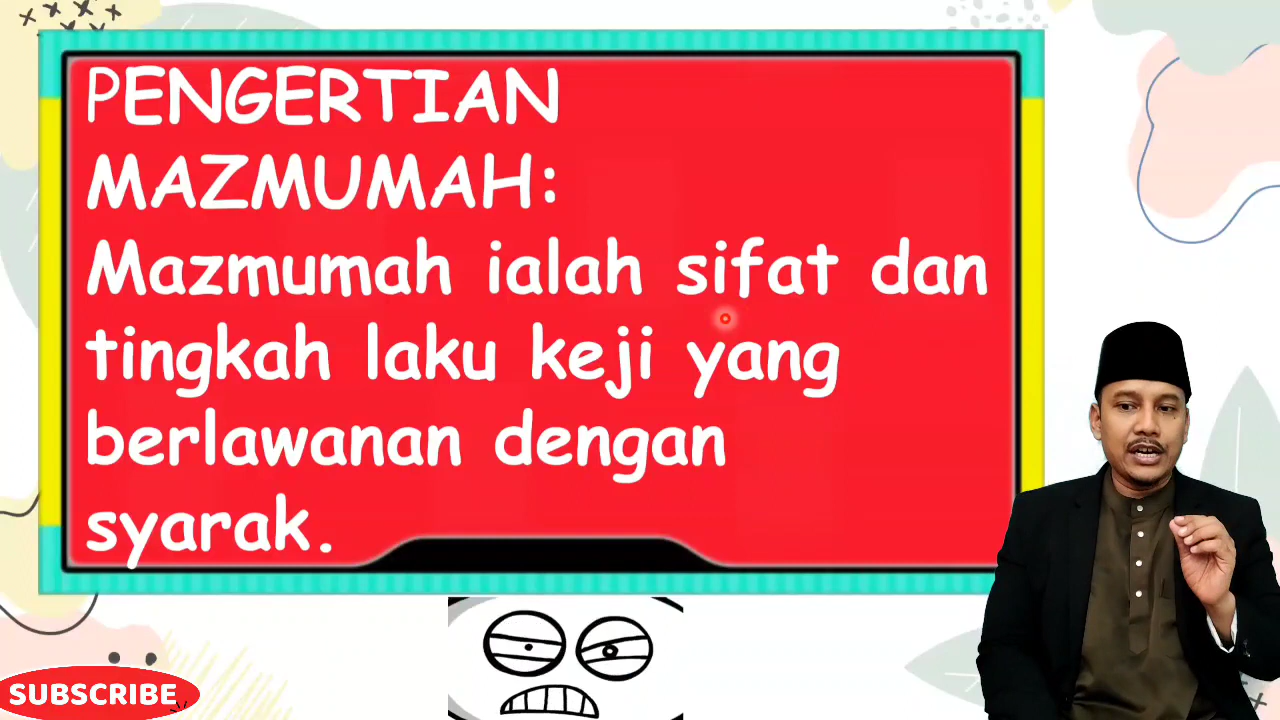 PENGERTIAN
MAZMUMAH:
Mazmumah ialah sifat dan
tingkah laku keji yang
berlawanan dengan
syarak.
SUBSCRIBE